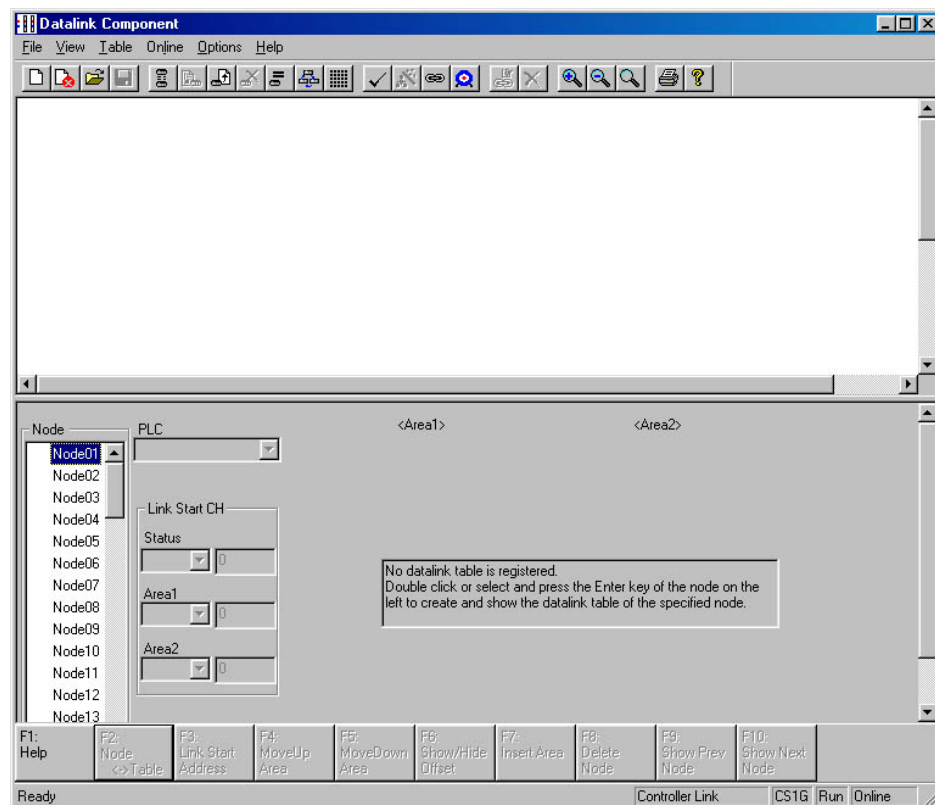 Datalink Component
File View Table Online Options Help
<Area1> <Area2>
Node PLC
Node01
Node02
Node03
Node04
Node05
Node06
Node07
Node08
Node09
Node10
Node11
Node12
Node13
Link Start CH
Status
0
Area1
0
Area2
0
No datalink table is registered.
Double click or select and press the Enter key of the node on the
left to create and show the datalink table of the specified node.
F1:
Help
F2:
Node
<->Table
F3:
Link Start
Address
F4:
MoveUp
Area
F5:
MoveDown
Area
F6:
Show/Hide
Offset
F7:
Insert Area
F8:
Delete
Node
F9:
Show Prev
Node
F10:
Show Next
Node
Ready Controller Link CS1G Run Online